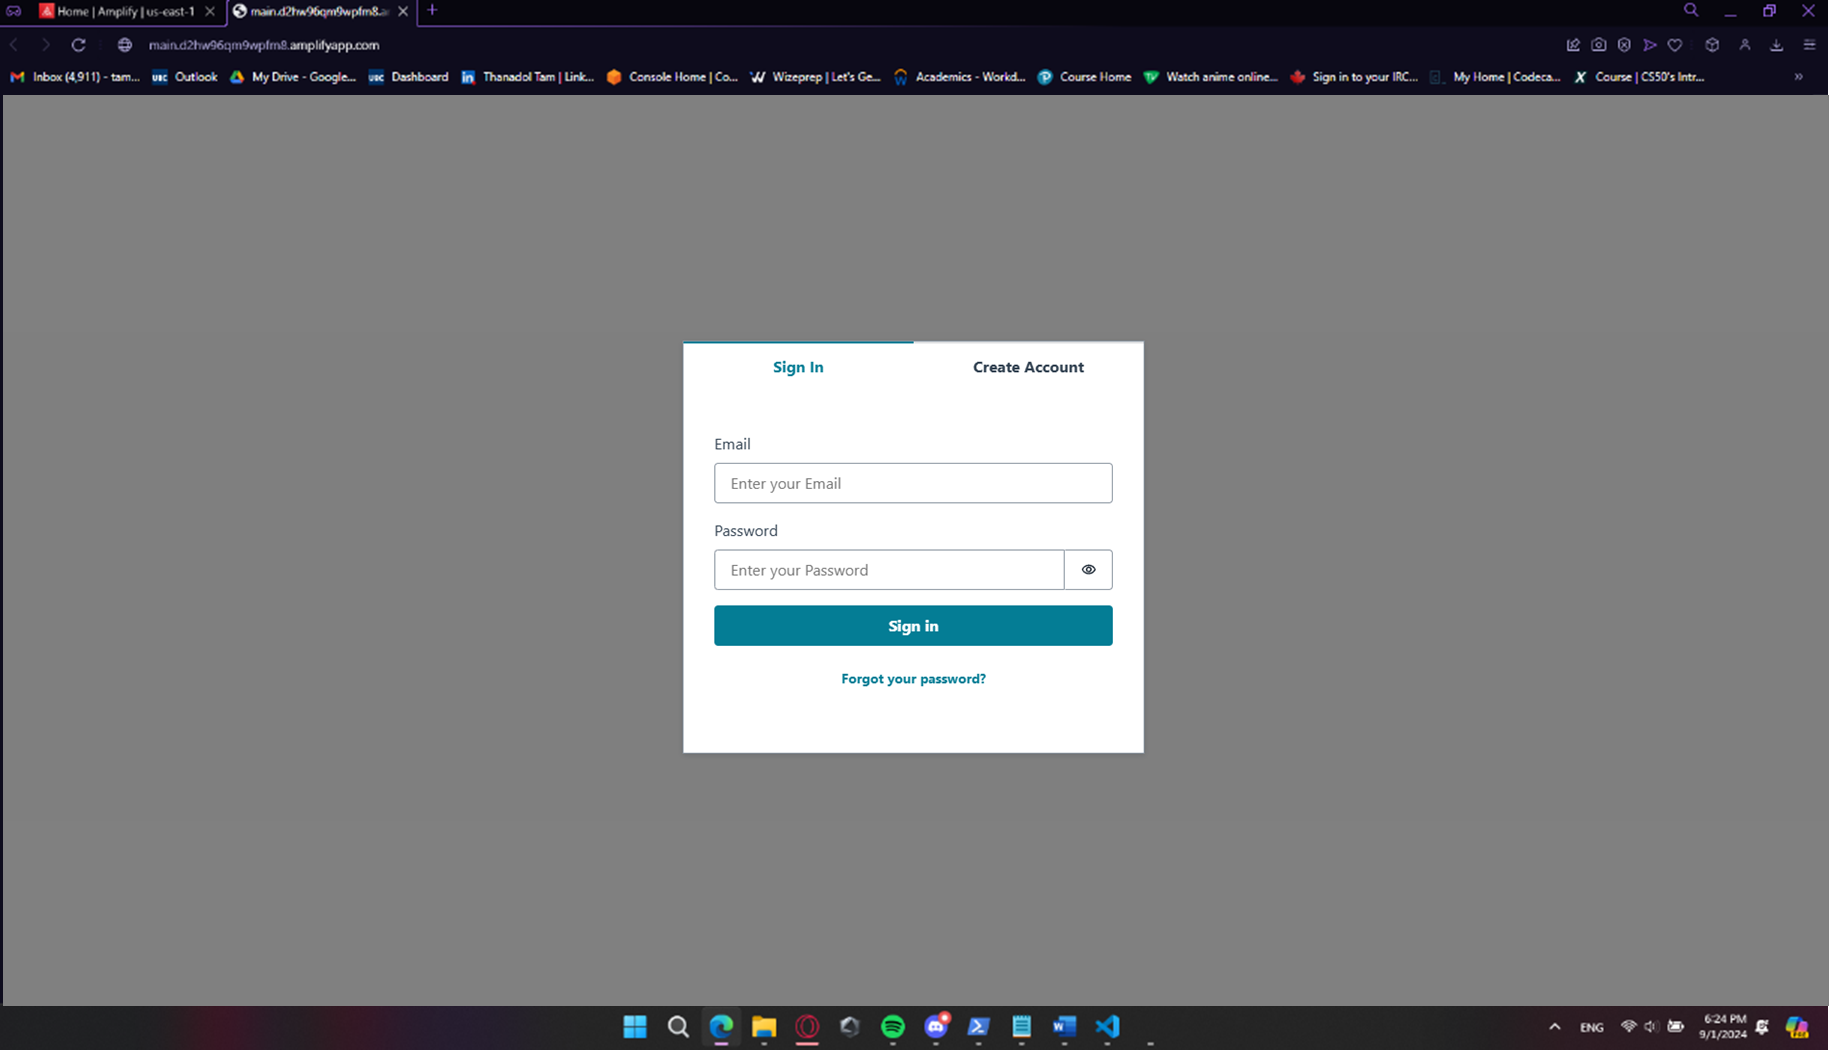 Home | Amplify | us-east-1
main.d2hw96qm9wpfm8.a
main.d2hw96qm9wpfm8.amplifyapp.com
Inbox (4,911) - tam... UBC Outlook My Drive - Google... UBC Dashboard in Thanadol Tam | Link... Console Home | Co... Wizeprep | Let's Ge... Academics - Workd... Course Home Watch anime online... Sign in to your IRC... My Home | Codeca... Course | CS50's Intr...
Sign In Create Account
Email
Enter your Email
Password
Enter your Password
Sign in
Forgot your password?
ENG
6:24 PM
9/1/2024